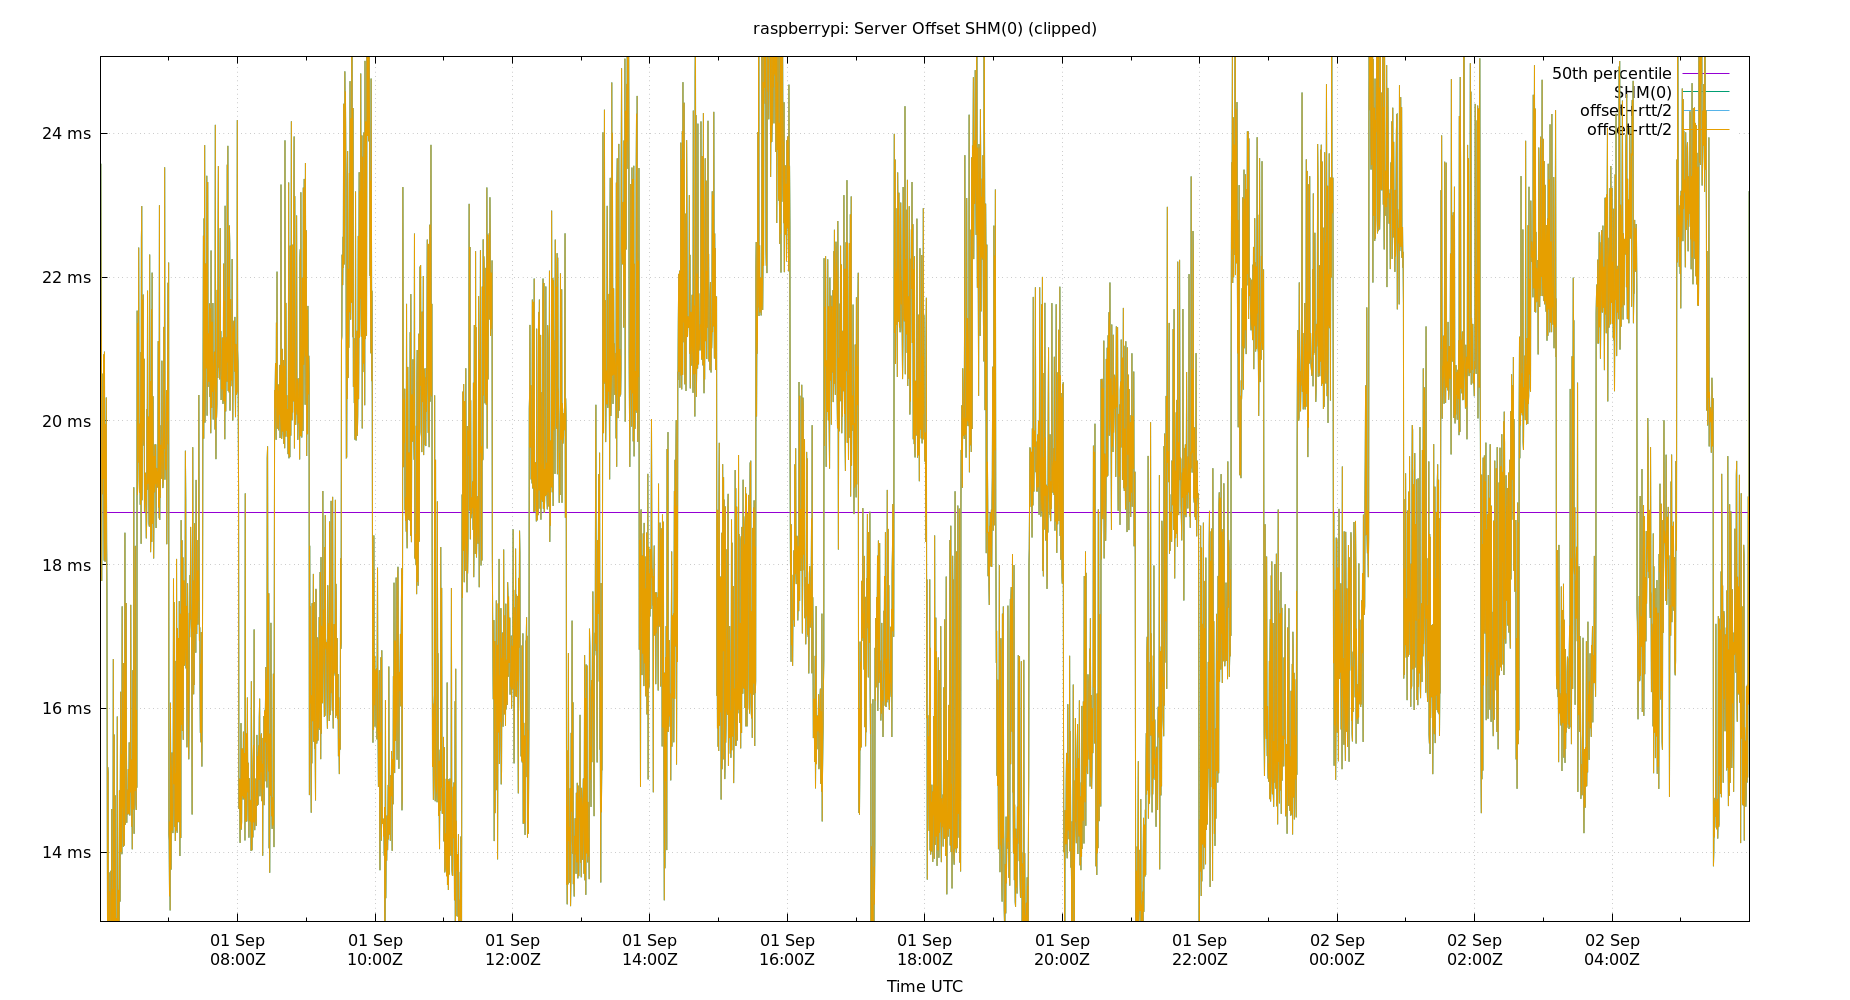 raspberrypi: Server Offset SHM(0) (clipped)
50th percentile
SHM(0)
offset+rtt/2
offset-rtt/2
24 ms
22 ms
20 ms
18 ms
16 ms
14 ms
01 Sep 01 Sep 01 Sep 01 Sep 01 Sep 01 Sep 01 Sep 01 Sep 02 Sep 02 Sep 02 Sep
08:00Z 10:00Z 12:00Z 14:00Z 16:00Z 18:00Z 20:00Z 22:00Z 00:00Z 02:00Z 04:00Z
Time UTC